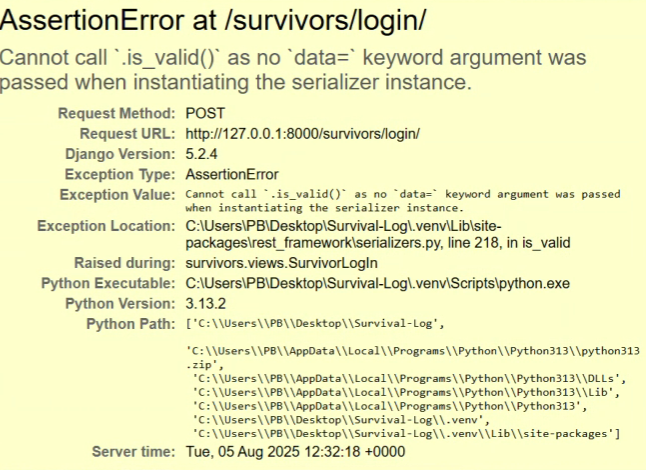 AssertionError at /survivors/login/
Cannot call `.is_valid()` as no `data=` keyword argument was
passed when instantiating the serializer instance.
Request Method: POST
Request URL: http://127.0.0.1:8000/survivors/login/
Django Version: 5.2.4
Exception Type: AssertionError
Exception Value: Cannot call `.is_valid()` as no `data=` keyword argument was passed
when instantiating the serializer instance.
Exception Location: C:\Users\PB\Desktop\Survival-Log\.venv\Lib\site-
packages\rest_framework\serializers.py, line 218, in is_valid
Raised during: survivors.views.SurvivorLogIn
Python Executable: C:\Users\PB\Desktop\Survival-Log\.venv\Scripts\python.exe
Python Version: 3.13.2
Python Path: ['C:\\Users\\PB\\Desktop\\Survival-Log',
'C:\\Users\\PB\\AppData\\Local\\Programs\\Python\\Python313\\python313
.zip',
'C:\\Users\\PB\\AppData\\Local\\Programs\\Python\\Python313\\DLLs',
'C:\\Users\\PB\\AppData\\Local\\Programs\\Python\\Python313\\Lib',
'C:\\Users\\PB\\AppData\\Local\\Programs\\Python\\Python313',
'C:\\Users\\PB\\Desktop\\Survival-Log\\.venv',
'C:\\Users\\PB\\Desktop\\Survival-Log\\.venv\\Lib\\site-packages']
Server time: Tue, 05 Aug 2025 12:32:18 +0000